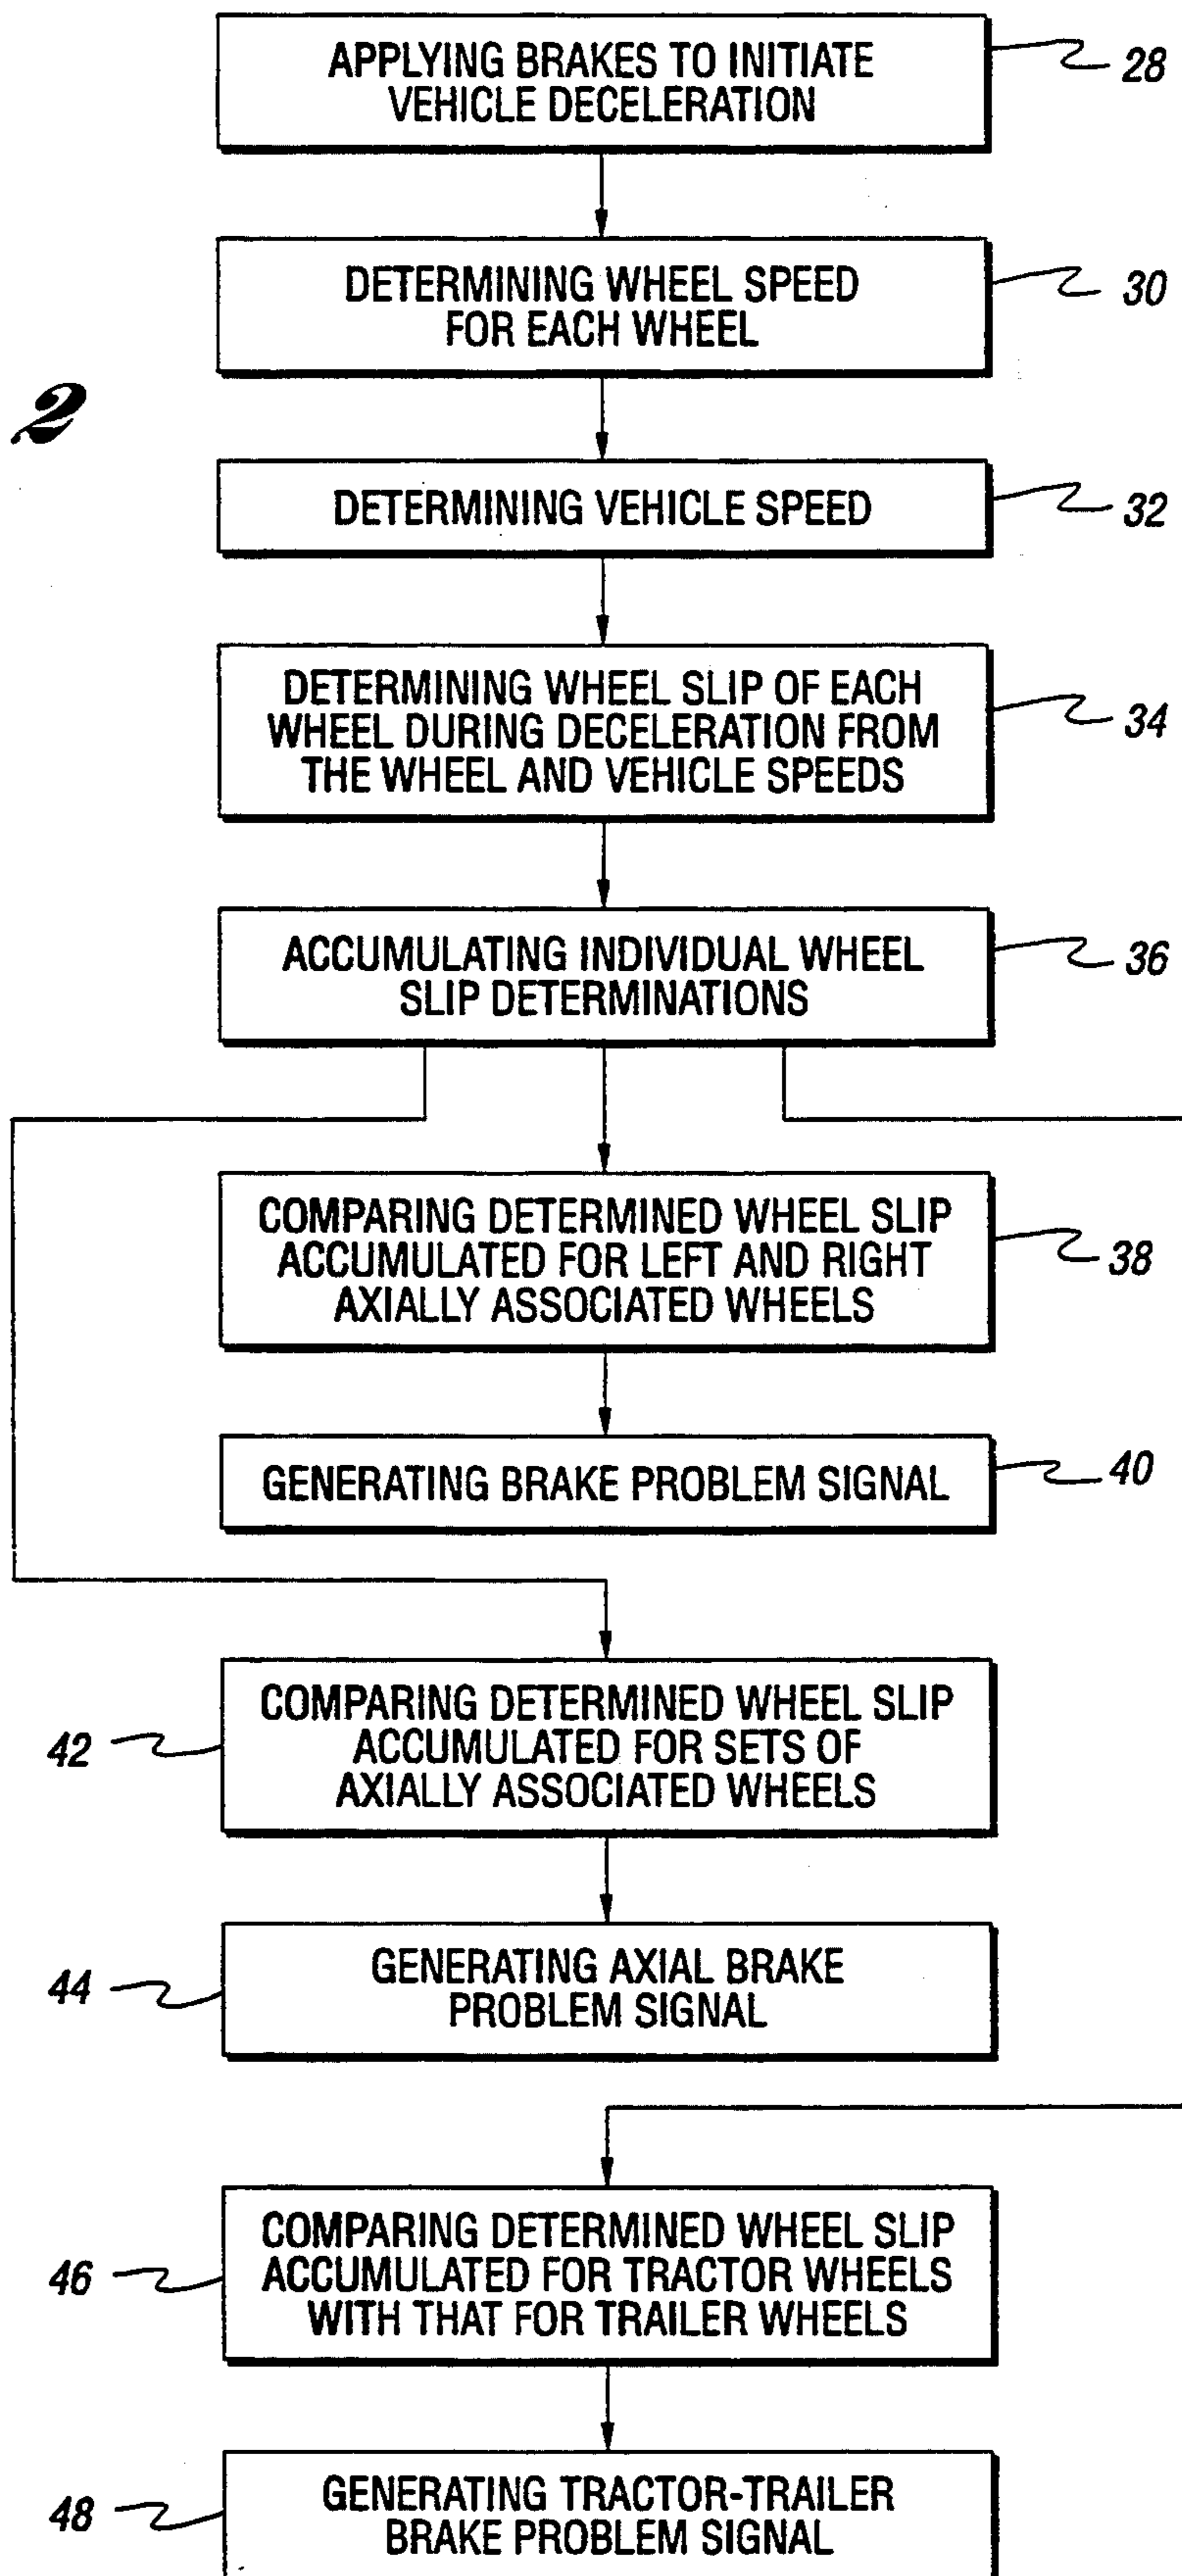 APPLYING BRAKES TO INITIATE
VEHICLE DECELERATION
28
DETERMINING WHEEL SPEED
FOR EACH WHEEL
30
2
DETERMINING VEHICLE SPEED
32
DETERMINING WHEEL SLIP OF EACH
WHEEL DURING DECELERATION FROM
THE WHEEL AND VEHICLE SPEEDS
34
ACCUMULATING INDIVIDUAL WHEEL
SLIP DETERMINATIONS
36
COMPARING DETERMINED WHEEL SLIP
ACCUMULATED FOR LEFT AND RIGHT
AXIALLY ASSOCIATED WHEELS
38
GENERATING BRAKE PROBLEM SIGNAL
40
COMPARING DETERMINED WHEEL SLIP
ACCUMULATED FOR SETS OF
AXIALLY ASSOCIATED WHEELS
42
GENERATING AXIAL BRAKE
PROBLEM SIGNAL
44
COMPARING DETERMINED WHEEL SLIP
ACCUMULATED FOR TRACTOR WHEELS
WITH THAT FOR TRAILER WHEELS
46
GENERATING TRACTOR-TRAILER
BRAKE PROBLEM SIGNAL
48